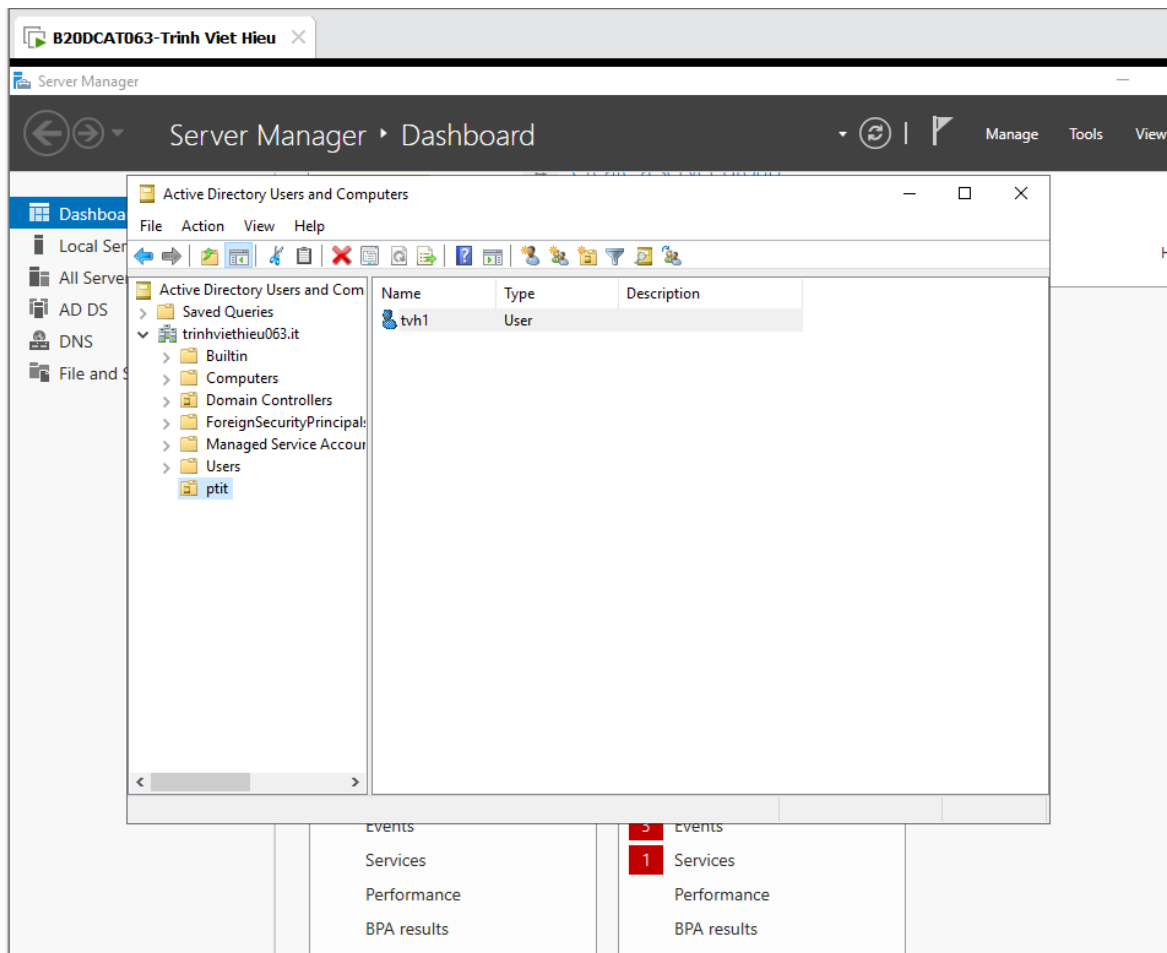 B20DCAT063-Trinh Viet Hieu
Server Manager
Server Manager • Dashboard
Manage Tools View
Dashboa
Local Ser
All Server
AD DS
DNS
File and S
Active Directory Users and Computers
File Action View Help
Active Directory Users and Com
Saved Queries
trinhviethieu063.it
Builtin
Computers
Domain Controllers
ForeignSecurityPrincipals
Managed Service Accour
Users
ptit
Name Type Description
tvh1 User
Events
Services
Performance
BPA results
3 Events
1 Services
Performance
BPA results